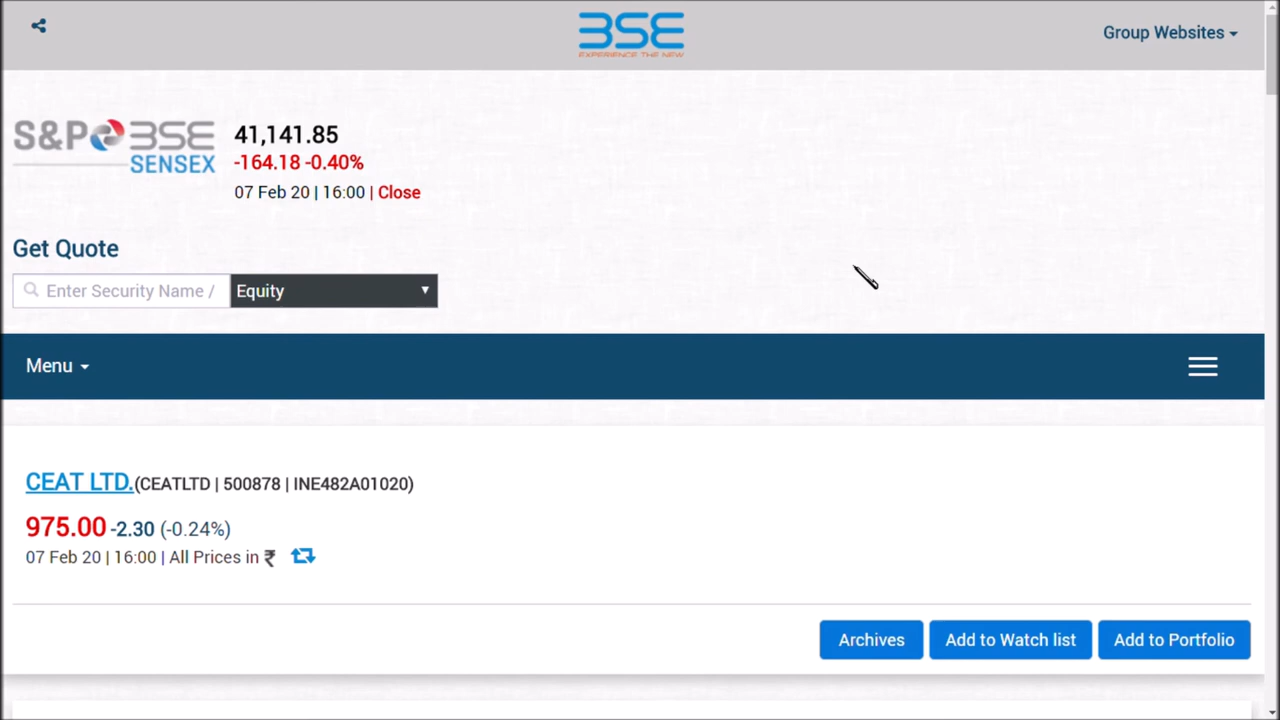 BSE
EXPERIENCE THE NEW
Group Websites
S&P BSE
SENSEX
41,141.85
-164.18 -0.40%
07 Feb 20 | 16:00 | Close
Get Quote
Enter Security Name /
Equity
Menu
CEAT LTD.(CEATLTD | 500878 | INE482A01020)
975.00 -2.30 (-0.24%)
07 Feb 20 | 16:00 | All Prices in ₹
Archives
Add to Watch list
Add to Portfolio